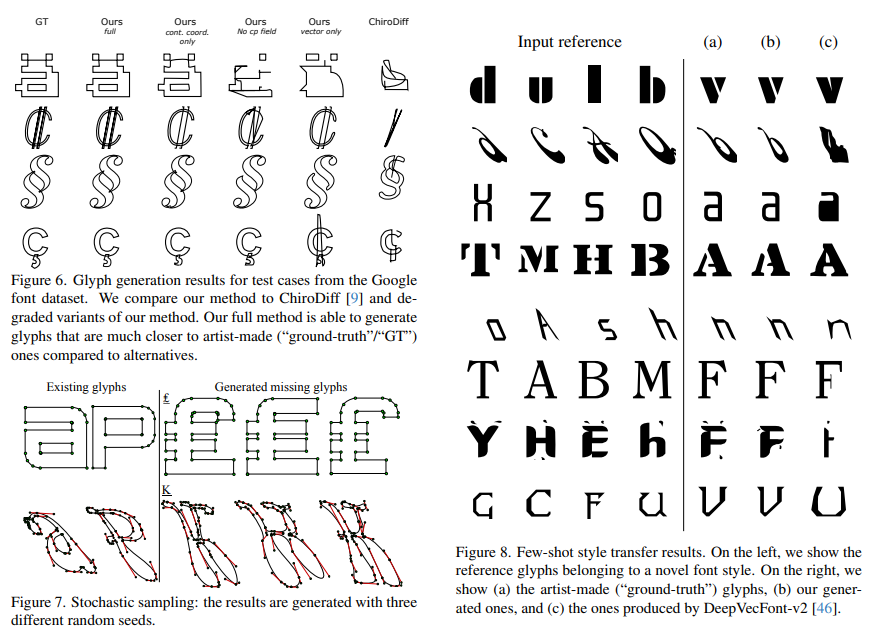 GT Ours Ours Ours Ours ChiroDiff
full cont. coord. only No cp field vector only
¢ ¢ ¢ ¢ ¢
§ § § § § §
ç ç ç ç
Figure 6. Glyph generation results for test cases from the Google
font dataset. We compare our method to ChiroDiff [9] and de-
graded variants of our method. Our full method is able to generate
glyphs that are much closer to artist-made (“ground-truth”/“GT”)
ones compared to alternatives.
Existing glyphs Generated missing glyphs
£
a p £ £ £
K
a R K K K
Figure 7. Stochastic sampling: the results are generated with three
different random seeds.
Input reference (a) (b) (c)
d u l b v v v
a c A Q b b
X z s o a a a
T M H B A A A
o A s h n n n
T A B M F F F
Y H E h F F
G C F U V V U
Figure 8. Few-shot style transfer results. On the left, we show the
reference glyphs belonging to a novel font style. On the right, we
show (a) the artist-made (“ground-truth”) glyphs, (b) our gener-
ated ones, and (c) the ones produced by DeepVecFont-v2 [46].